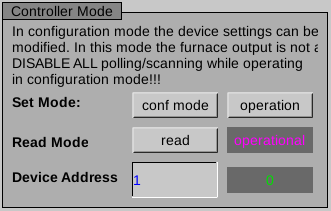 Controller Mode
In configuration mode the device settings can be
modified. In this mode the furnace output is not a
DISABLE ALL polling/scanning while operating
in configuration mode!!!
Set Mode: conf mode operation
Read Mode read operationa
Device Address 1 0